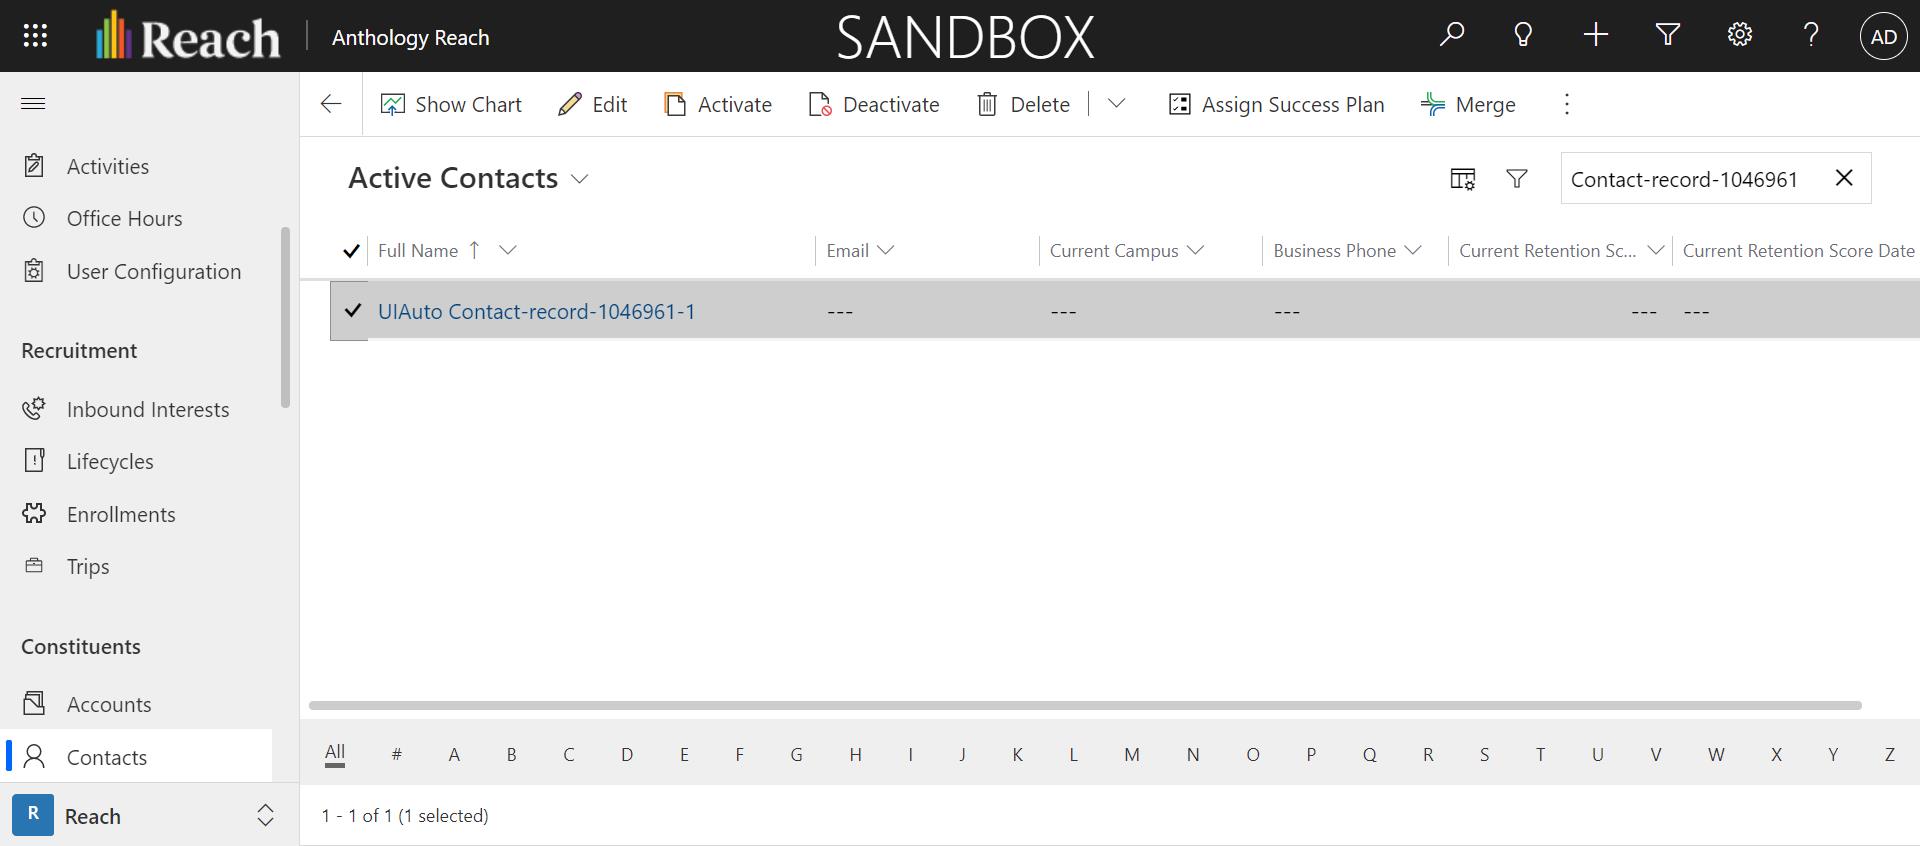 Reach
Anthology Reach
SANDBOX
AD
Show Chart
Edit
Activate
Deactivate
Delete
Assign Success Plan
Merge
Activities
Office Hours
User Configuration
Recruitment
Inbound Interests
Lifecycles
Enrollments
Trips
Constituents
Accounts
Contacts
R Reach
Active Contacts
Contact-record-1046961
Full Name Email Current Campus Business Phone Current Retention Sc... Current Retention Score Date
UIAuto Contact-record-1046961-1 --- --- --- --- ---
All # A B C D E F G H I J K L M N O P Q R S T U V W X Y Z
1 - 1 of 1 (1 selected)